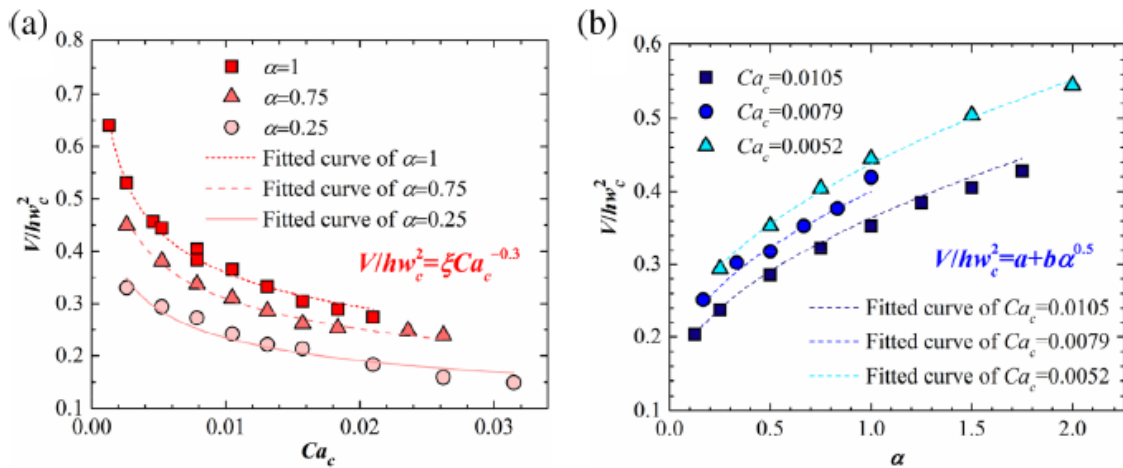 (a)
0.8
0.7
0.6
0.5
0.4
0.3
0.2
0.1
V/hw_c^2
α=1
α=0.75
α=0.25
Fitted curve of α=1
Fitted curve of α=0.75
Fitted curve of α=0.25
V/hw_c^2=ξCa_c^-0.3
0.00 0.01 0.02 0.03
Ca_c
(b)
0.6
0.5
0.4
0.3
0.2
0.1
V/hw_c^2
Ca_c=0.0105
Ca_c=0.0079
Ca_c=0.0052
V/hw_c^2=a+bα^0.5
Fitted curve of Ca_c=0.0105
Fitted curve of Ca_c=0.0079
Fitted curve of Ca_c=0.0052
0.0 0.5 1.0 1.5 2.0
α